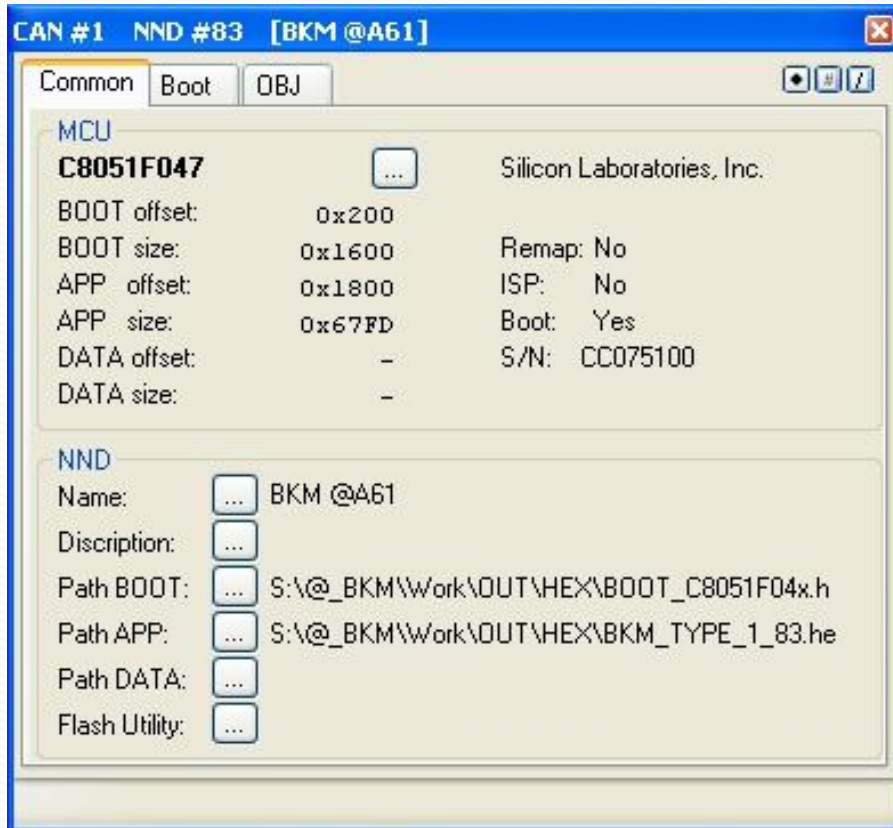 CAN #1 NND #83 [BKM @A61]
Common Boot OBJ
MCU
C8051F047 ... Silicon Laboratories, Inc.
BOOT offset: 0x200
BOOT size: 0x1600 Remap: No
APP offset: 0x1800 ISP: No
APP size: 0x67FD Boot: Yes
DATA offset: – S/N: CC075100
DATA size: –
NND
Name: ... BKM @A61
Discription: ...
Path BOOT: ... S:\@_BKM\Work\OUT\HEX\BOOT_C8051F04x.h
Path APP: ... S:\@_BKM\Work\OUT\HEX\BKM_TYPE_1_83.he
Path DATA: ...
Flash Utility: ...